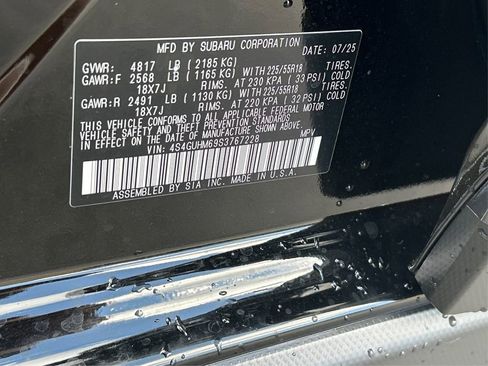 MFD BY SUBARU CORPORATION DATE: 07/25
GVWR: 4817 LB (2185 KG)
GAWR:F 2568 LB (1165 KG) WITH 225/55R18 TIRES,
18X7J RIMS, AT 230 KPA (33 PSI) COLD
GAWR:R 2491 LB (1130 KG) WITH 225/55R18 TIRES,
18X7J RIMS, AT 220 KPA (32 PSI) COLD
THIS VEHICLE CONFORMS TO ALL APPLICABLE FEDERAL MOTOR
VEHICLE SAFETY AND THEFT PREVENTION STANDARDS
IN EFFECT ON THE DATE OF MANUFACTURE SHOWN ABOVE.
VIN: 4S4GUHM69S3767228 MPV
ASSEMBLED BY SIA INC. MADE IN U.S.A.